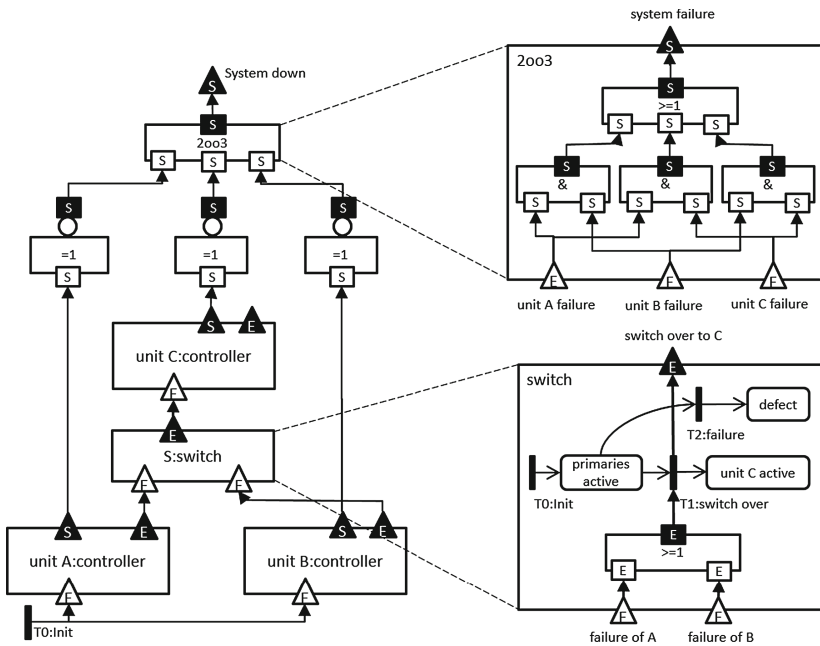 system failure
S
2oo3
S
>=1
S S S
S S S
& & &
S S S S S S
E F F
unit A failure unit B failure unit C failure
System down
S
S
2oo3
S S S
S S S
=1 =1 =1
S S S
S E
unit C:controller
F
E
S:switch
F F
S E S E
unit A:controller unit B:controller
F F
T0:Init
switch over to C
E
switch
defect
T2:failure
primaries
active
unit C active
T0:Init T1:switch over
E
>=1
E E
F F
failure of A failure of B